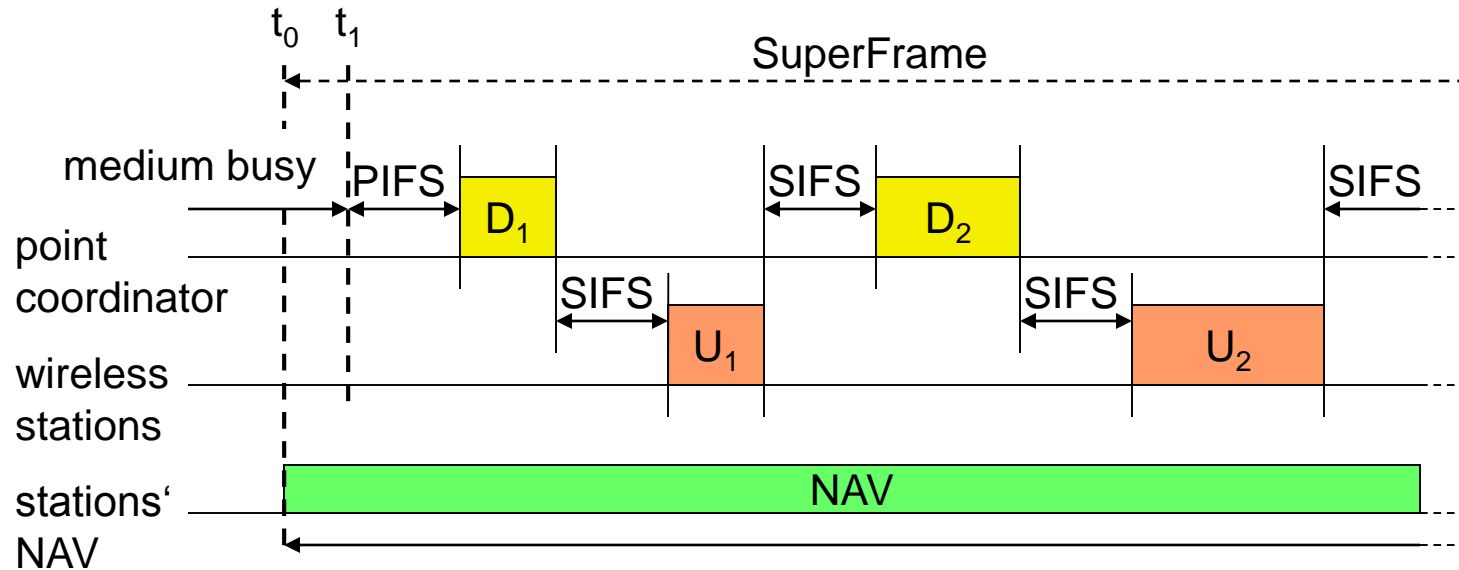 t₀ t₁
SuperFrame
medium busy
PIFS D₁ SIFS D₂ SIFS
point
coordinator
SIFS U₁ SIFS U₂
wireless
stations
stations‘
NAV
NAV